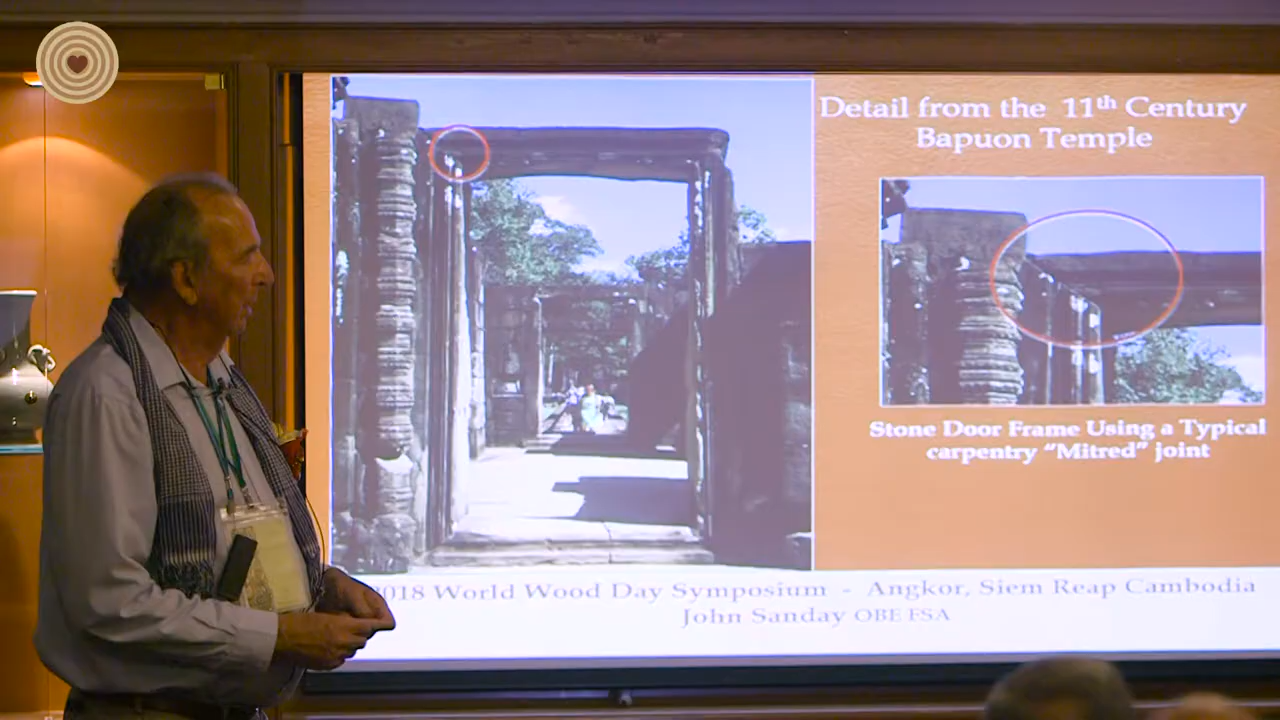 Detail from the 11th Century
Bapuon Temple
Stone Door Frame Using a Typical
carpentry “Mitred” joint
2018 World Wood Day Symposium - Angkor, Siem Reap Cambodia
John Sanday OBE FSA